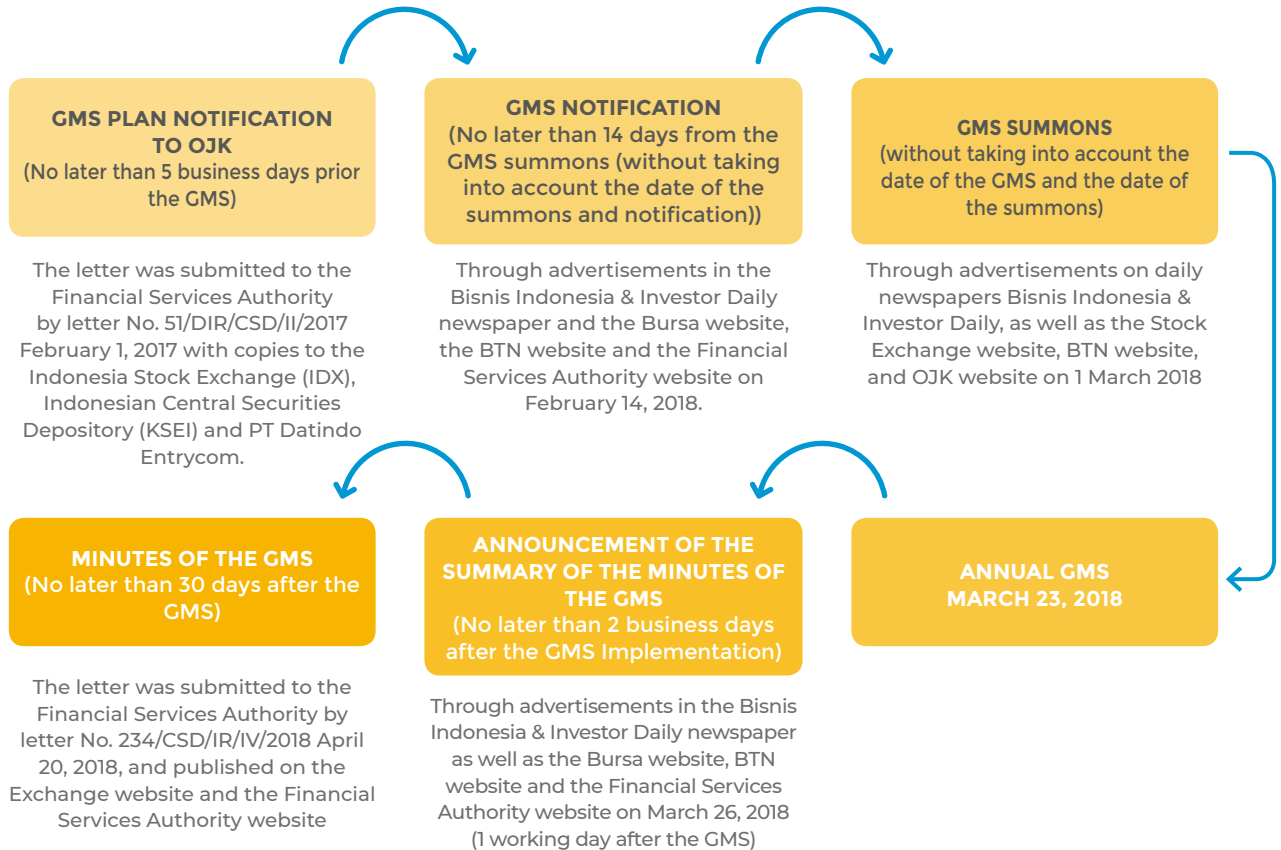 GMS PLAN NOTIFICATION
TO OJK
(No later than 5 business days prior
the GMS)
The letter was submitted to the
Financial Services Authority
by letter No. 51/DIR/CSD/II/2017
February 1, 2017 with copies to the
Indonesia Stock Exchange (IDX),
Indonesian Central Securities
Depository (KSEI) and PT Datindo
Entrycom.
GMS NOTIFICATION
(No later than 14 days from the
GMS summons (without taking
into account the date of the
summons and notification))
Through advertisements in the
Bisnis Indonesia & Investor Daily
newspaper and the Bursa website,
the BTN website and the Financial
Services Authority website on
February 14, 2018.
GMS SUMMONS
(without taking into account the
date of the GMS and the date of
the summons)
Through advertisements on daily
newspapers Bisnis Indonesia &
Investor Daily, as well as the Stock
Exchange website, BTN website,
and OJK website on 1 March 2018
ANNUAL GMS
MARCH 23, 2018
ANNOUNCEMENT OF THE
SUMMARY OF THE MINUTES OF
THE GMS
(No later than 2 business days
after the GMS Implementation)
Through advertisements in the Bisnis
Indonesia & Investor Daily newspaper
as well as the Bursa website, BTN
website and the Financial Services
Authority website on March 26, 2018
(1 working day after the GMS)
MINUTES OF THE GMS
(No later than 30 days after the
GMS)
The letter was submitted to the
Financial Services Authority by
letter No. 234/CSD/IR/IV/2018 April
20, 2018, and published on the
Exchange website and the Financial
Services Authority website